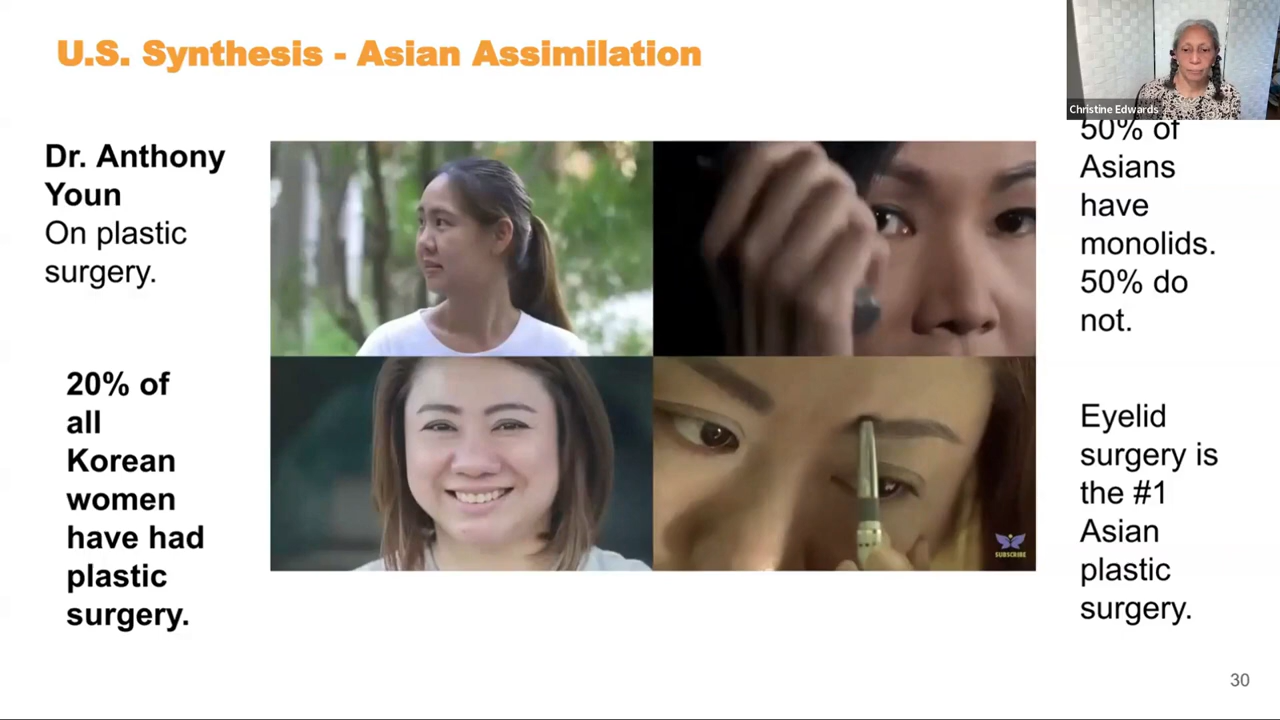 U.S. Synthesis - Asian Assimilation
Christine Edwards
Dr. Anthony
Youn
On plastic
surgery.
20% of
all
Korean
women
have had
plastic
surgery.
50% of
Asians
have
monolids.
50% do
not.
Eyelid
surgery is
the #1
Asian
plastic
surgery.
SUBSCRIBE
30